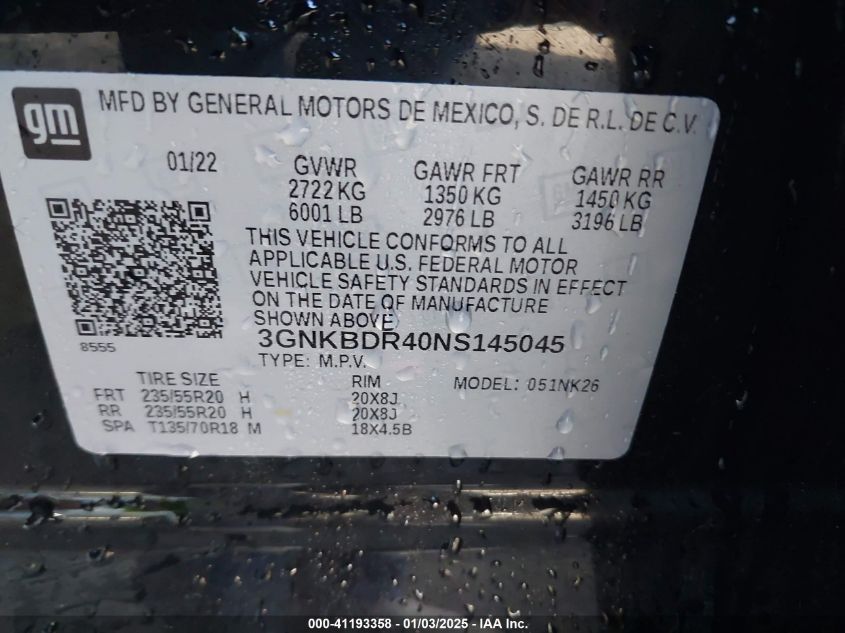 gm
MFD BY GENERAL MOTORS DE MEXICO, S. DE R.L. DE C.V.
01/22 GVWR GAWR FRT GAWR RR
2722 KG 1350 KG 1450 KG
6001 LB 2976 LB 3196 LB
THIS VEHICLE CONFORMS TO ALL
APPLICABLE U.S. FEDERAL MOTOR
VEHICLE SAFETY STANDARDS IN EFFECT
ON THE DATE OF MANUFACTURE
SHOWN ABOVE
8555 3GNKBDR40NS145045
TYPE: M.P.V.
TIRE SIZE RIM MODEL: 051NK26
FRT 235/55R20 H 20X8J
RR 235/55R20 H 20X8J
SPA T135/70R18 M 18X4.5B
000-41193358 - 01/03/2025 - IAA Inc.